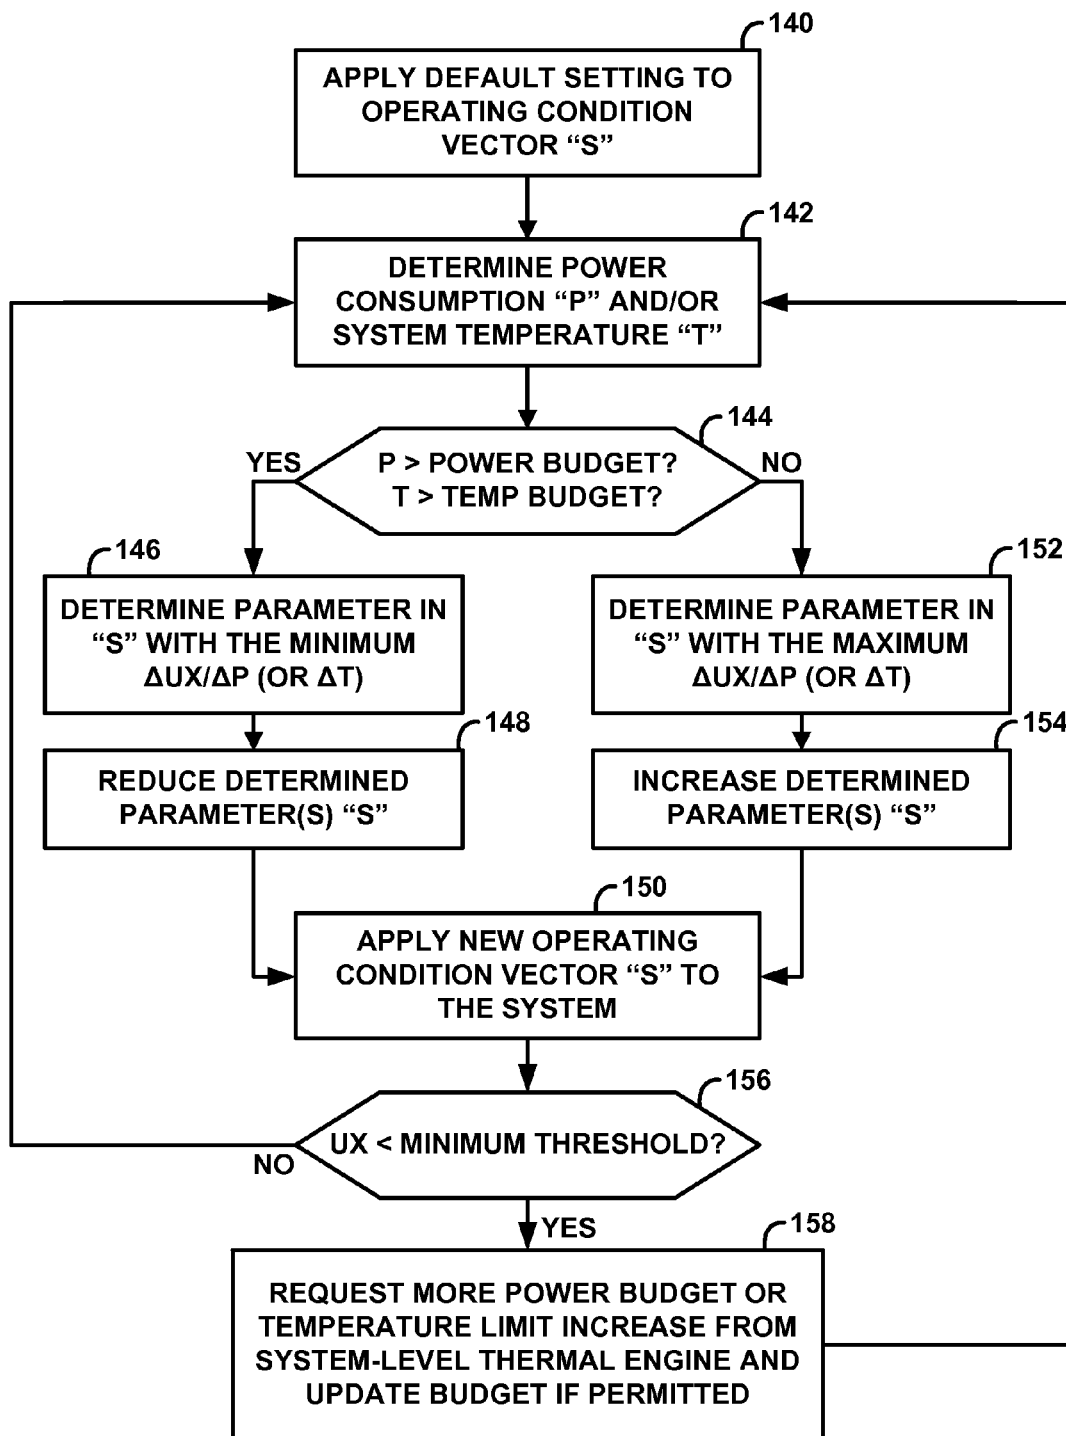 140
APPLY DEFAULT SETTING TO
OPERATING CONDITION
VECTOR “S”
142
DETERMINE POWER
CONSUMPTION “P” AND/OR
SYSTEM TEMPERATURE “T”
144
YES
P > POWER BUDGET?
T > TEMP BUDGET?
NO
146
DETERMINE PARAMETER IN
“S” WITH THE MINIMUM
ΔUX/ΔP (OR ΔT)
152
DETERMINE PARAMETER IN
“S” WITH THE MAXIMUM
ΔUX/ΔP (OR ΔT)
148
REDUCE DETERMINED
PARAMETER(S) “S”
154
INCREASE DETERMINED
PARAMETER(S) “S”
150
APPLY NEW OPERATING
CONDITION VECTOR “S” TO
THE SYSTEM
156
UX < MINIMUM THRESHOLD?
NO
YES
158
REQUEST MORE POWER BUDGET OR
TEMPERATURE LIMIT INCREASE FROM
SYSTEM-LEVEL THERMAL ENGINE AND
UPDATE BUDGET IF PERMITTED